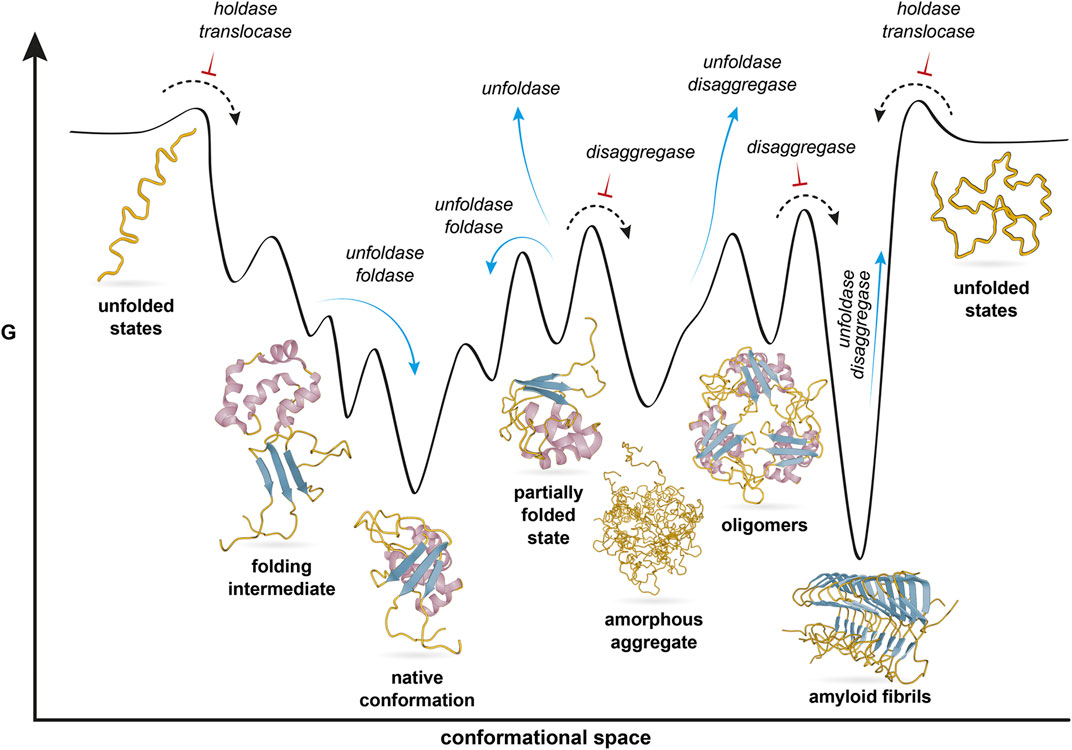 holdase
translocase
holdase
translocase
unfoldase
unfoldase
disaggregase
disaggregase
disaggregase
unfoldase
foldase
unfoldase
foldase
unfoldase
disaggregase
unfolded
states
unfolded
states
G
folding
intermediate
native
conformation
partially
folded
state
amorphous
aggregate
oligomers
amyloid fibrils
conformational space